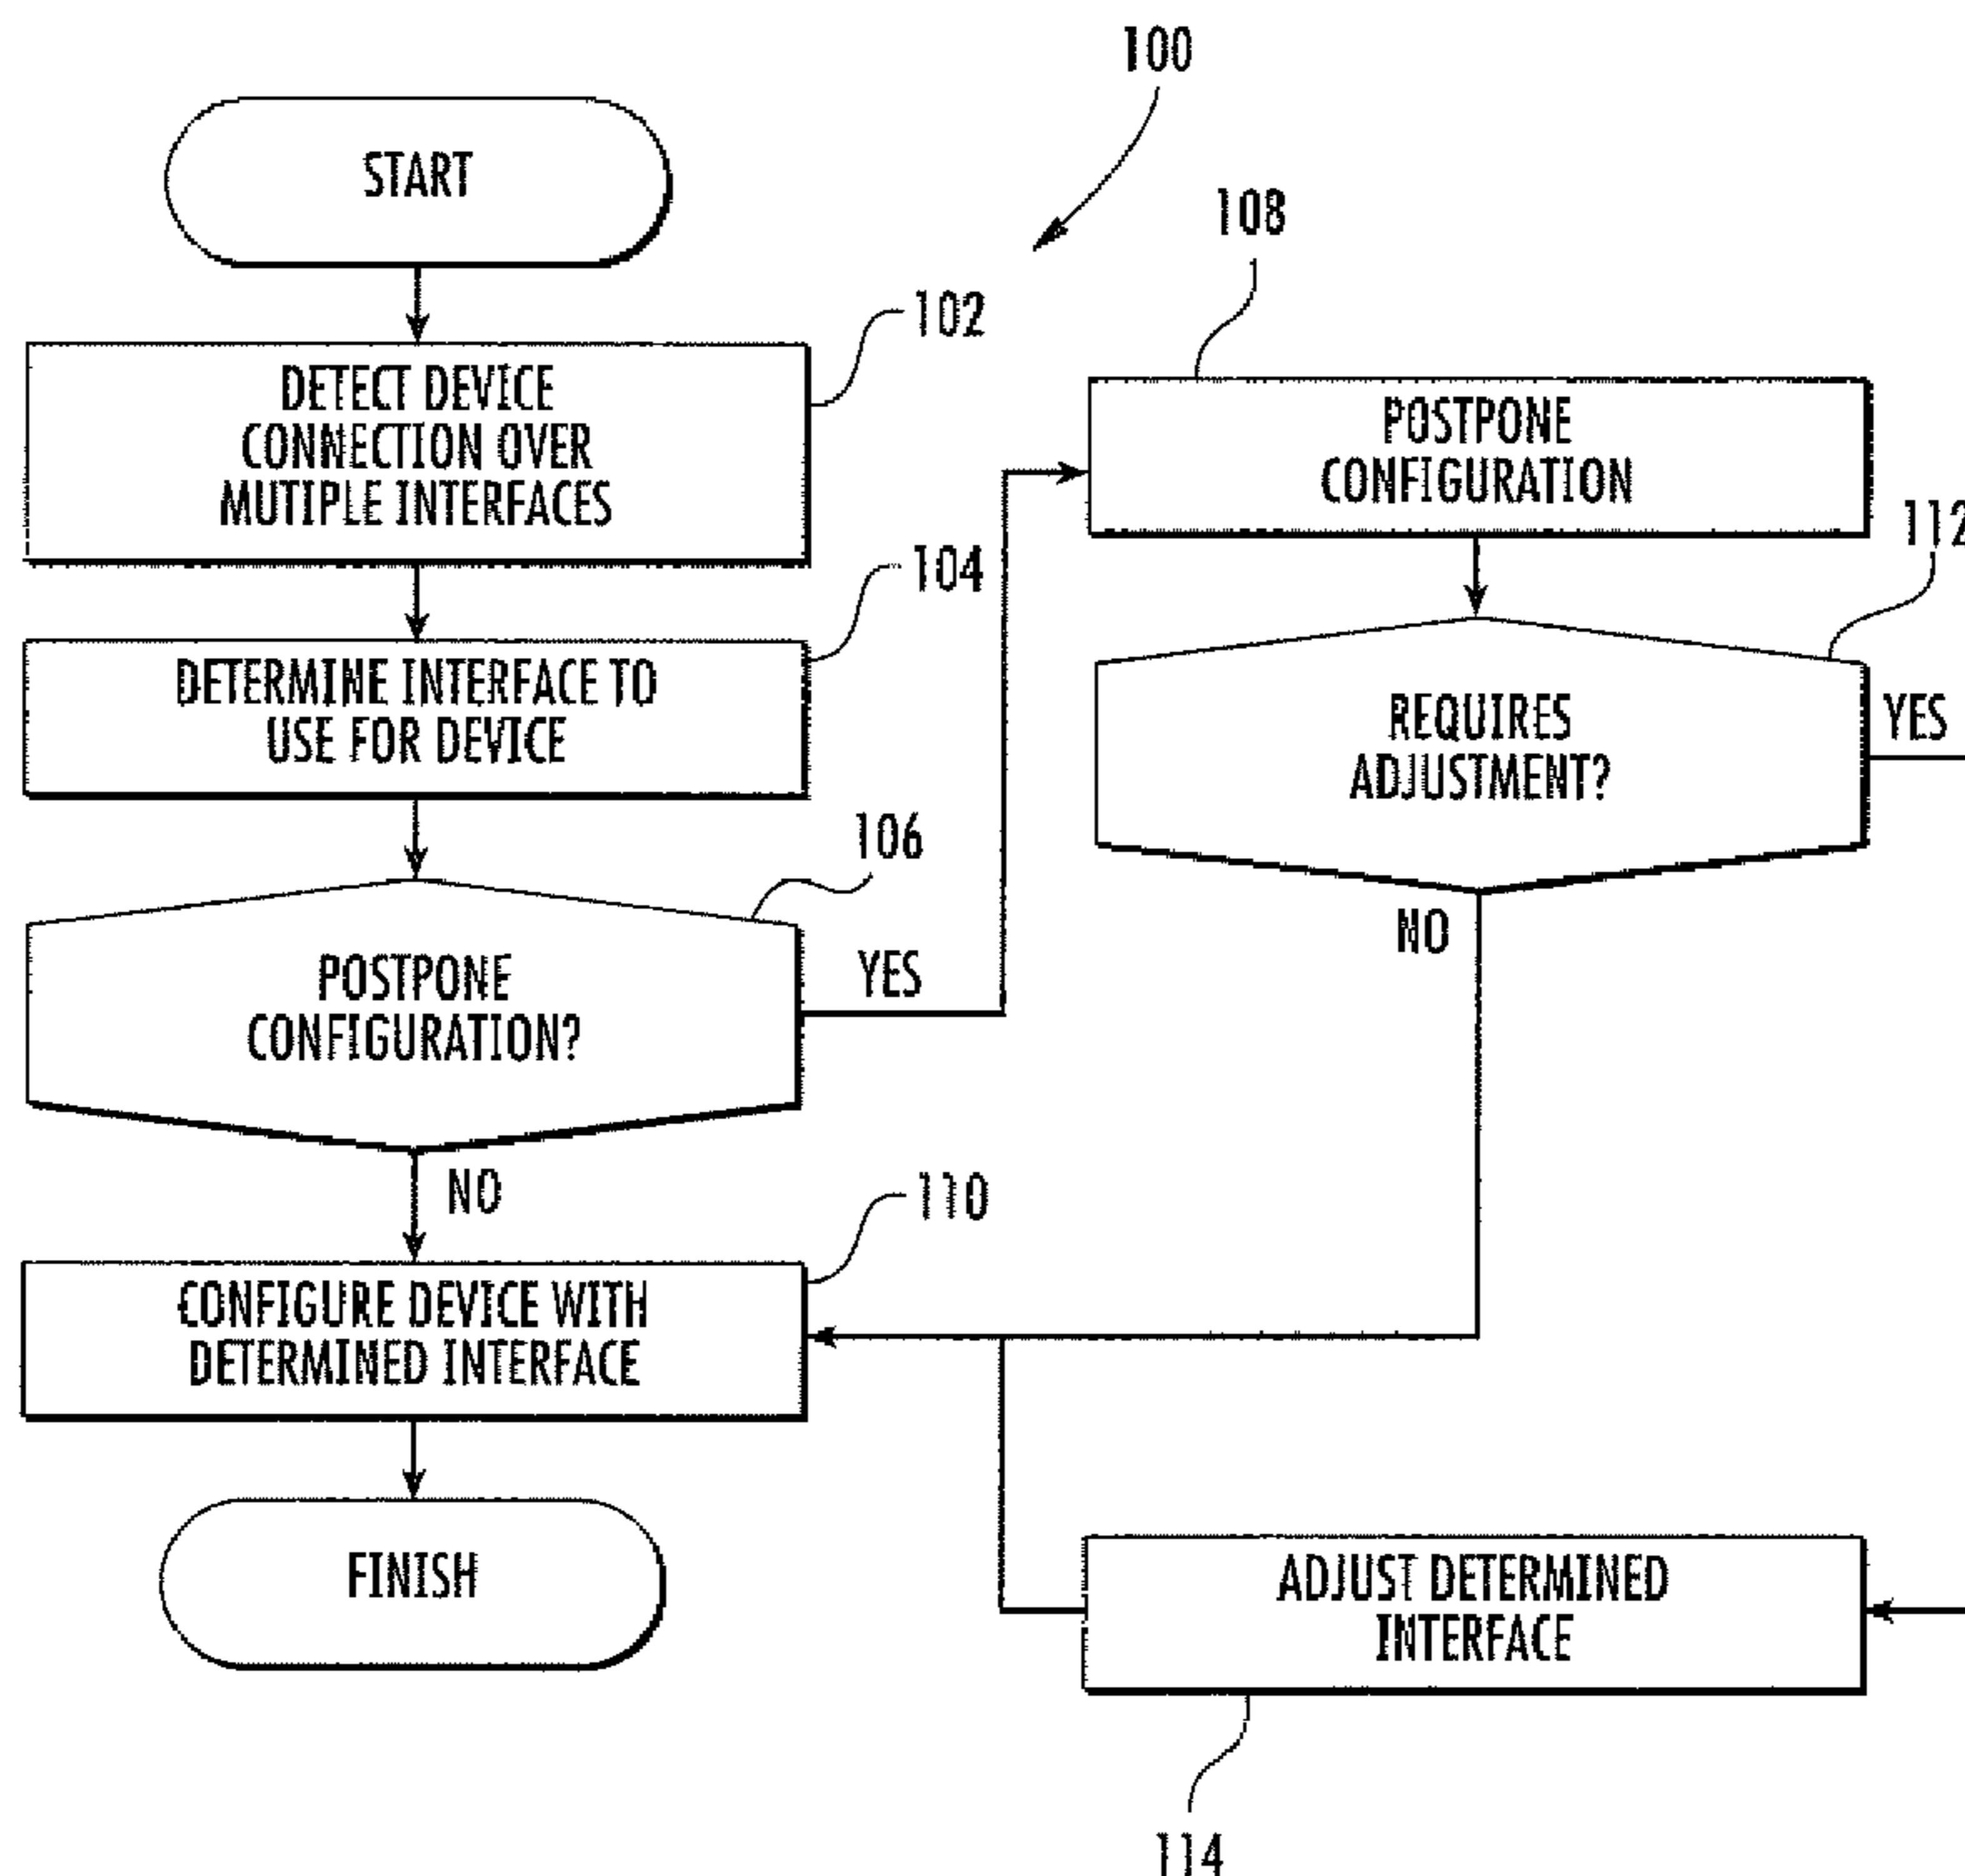 100
START
102
DETECT DEVICE
CONNECTION OVER
MUTIPLE INTERFACES
104
DETERMINE INTERFACE TO
USE FOR DEVICE
106
POSTPONE
CONFIGURATION?
YES
NO
108
POSTPONE
CONFIGURATION
112
REQUIRES
ADJUSTMENT?
YES
NO
110
CONFIGURE DEVICE WITH
DETERMINED INTERFACE
FINISH
ADJUST DETERMINED
INTERFACE
114